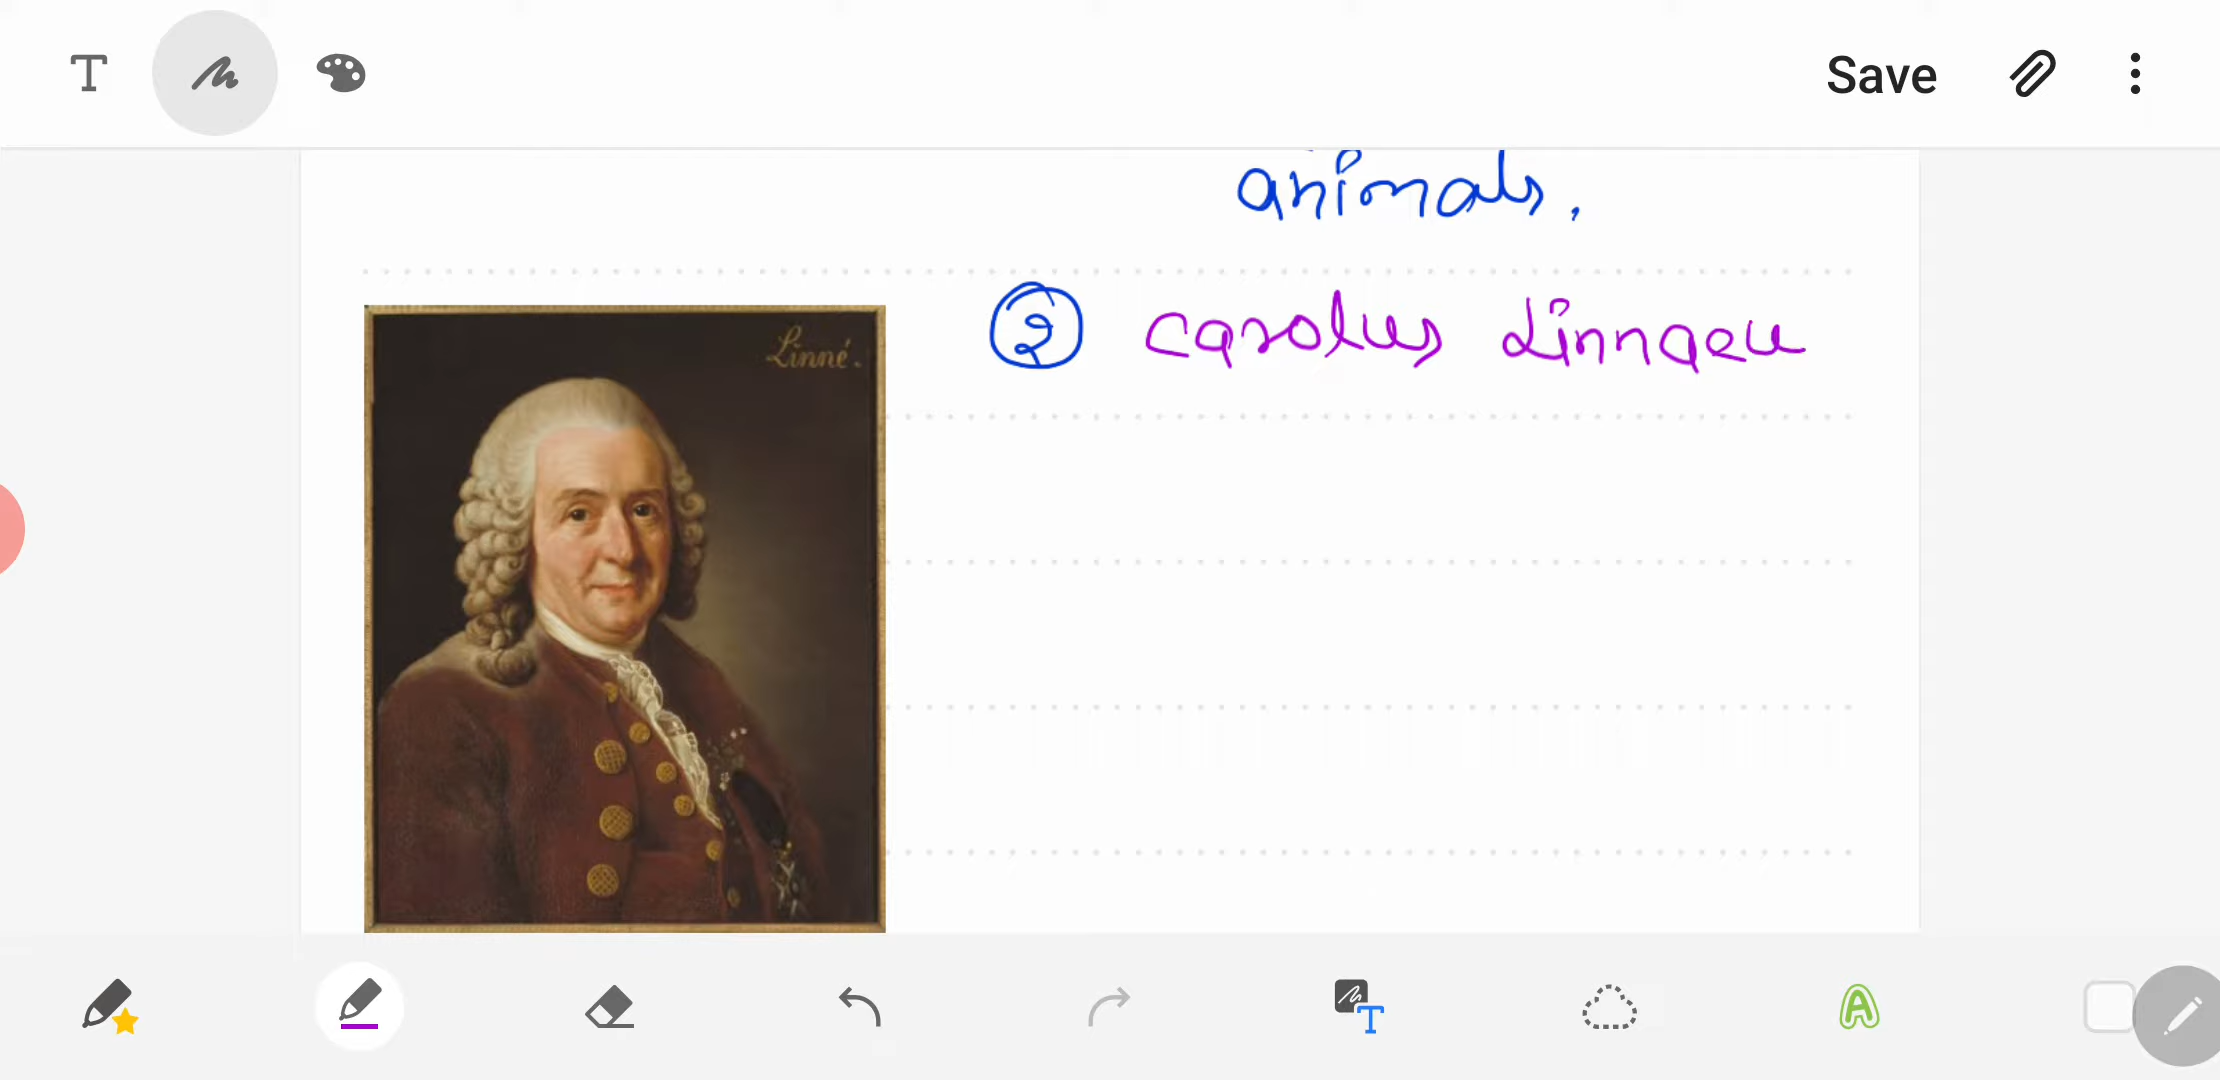 T
Save
animals.
② Carolus Linnaeu
Linné.
T
A